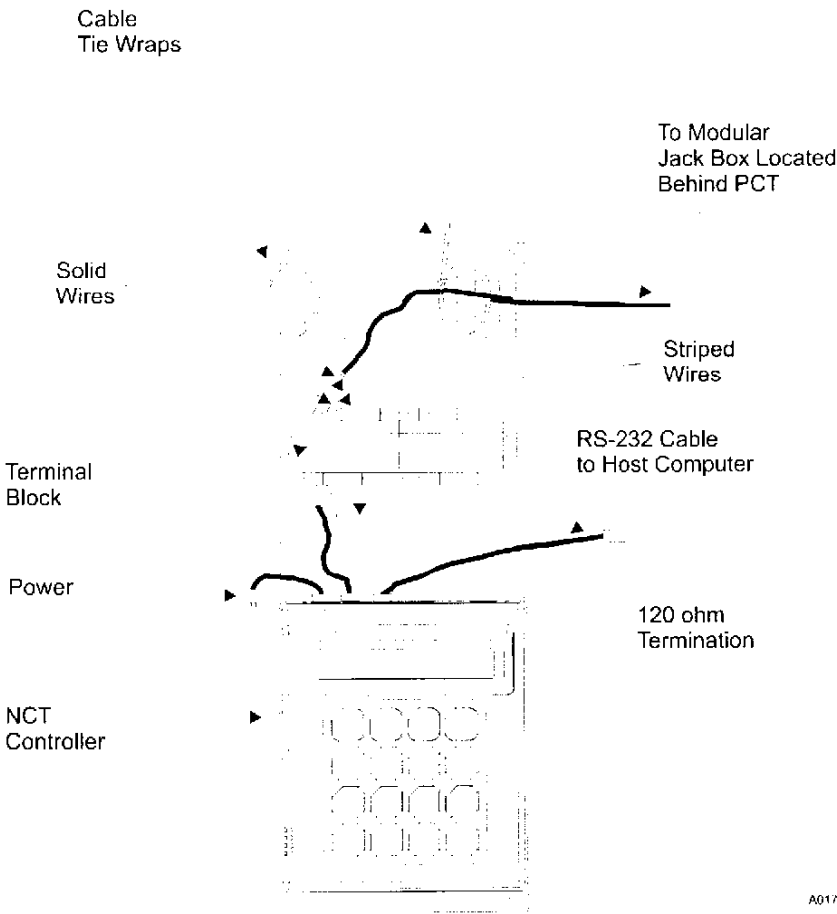 Cable
Tie Wraps
To Modular
Jack Box Located
Behind PCT
Solid
Wires
Striped
Wires
RS-232 Cable
to Host Computer
Terminal
Block
Power
120 ohm
Termination
NCT
Controller
A017